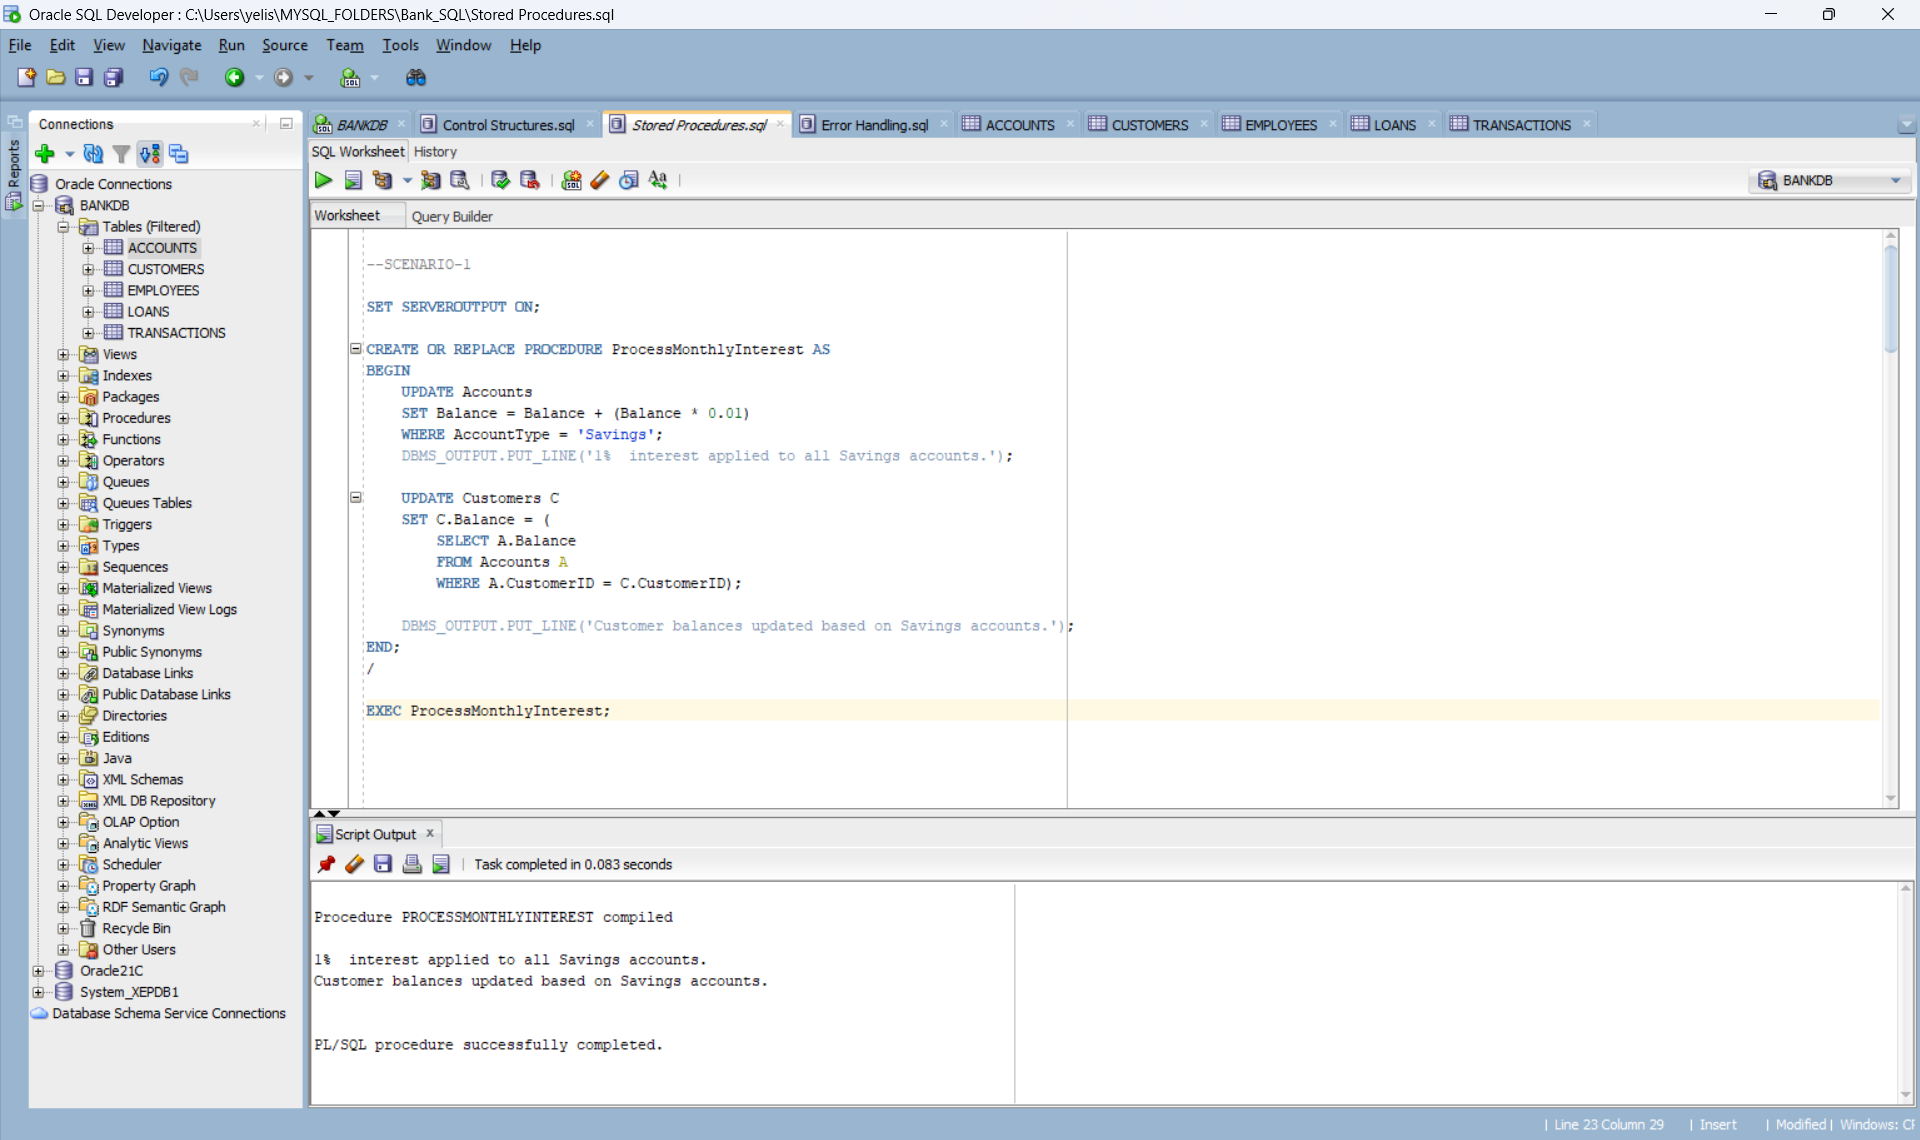 Oracle SQL Developer : C:\Users\yelis\MYSQL_FOLDERS\Bank_SQL\Stored Procedures.sql
File Edit View Navigate Run Source Team Tools Window Help
Reports
Connections
Oracle Connections
BANKDB
Tables (Filtered)
ACCOUNTS
CUSTOMERS
EMPLOYEES
LOANS
TRANSACTIONS
Views
Indexes
Packages
Procedures
Functions
Operators
Queues
Queues Tables
Triggers
Types
Sequences
Materialized Views
Materialized View Logs
Synonyms
Public Synonyms
Database Links
Public Database Links
Directories
Editions
Java
XML Schemas
XML DB Repository
OLAP Option
Analytic Views
Scheduler
Property Graph
RDF Semantic Graph
Recycle Bin
Other Users
Oracle21C
System_XEPDB1
Database Schema Service Connections
BANKDB Control Structures.sql Stored Procedures.sql Error Handling.sql ACCOUNTS CUSTOMERS EMPLOYEES LOANS TRANSACTIONS
SQL Worksheet History
BANKDB
Worksheet Query Builder
--SCENARIO-1
SET SERVEROUTPUT ON;
CREATE OR REPLACE PROCEDURE ProcessMonthlyInterest AS
BEGIN
UPDATE Accounts
SET Balance = Balance + (Balance * 0.01)
WHERE AccountType = 'Savings';
DBMS_OUTPUT.PUT_LINE('1%  interest applied to all Savings accounts.');
UPDATE Customers C
SET C.Balance = (
SELECT A.Balance
FROM Accounts A
WHERE A.CustomerID = C.CustomerID);
DBMS_OUTPUT.PUT_LINE('Customer balances updated based on Savings accounts.');
END;
/
EXEC ProcessMonthlyInterest;
Script Output
Task completed in 0.083 seconds
Procedure PROCESSMONTHLYINTEREST compiled
1%  interest applied to all Savings accounts.
Customer balances updated based on Savings accounts.
PL/SQL procedure successfully completed.
Line 23 Column 29 | Insert | Modified | Windows: